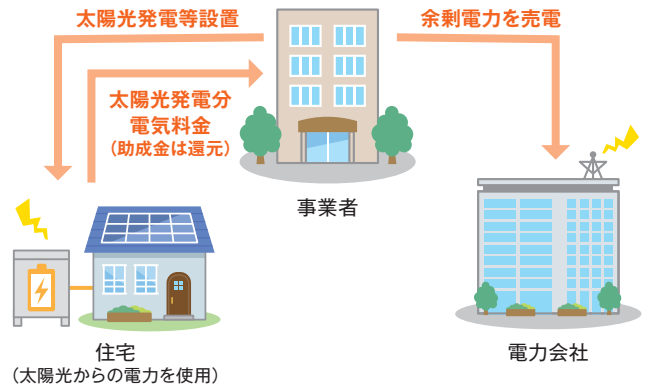 太陽光発電等設置
余剰電力を売電
太陽光発電分
電気料金
（助成金は還元）
事業者
住宅
（太陽光からの電力を使用）
電力会社